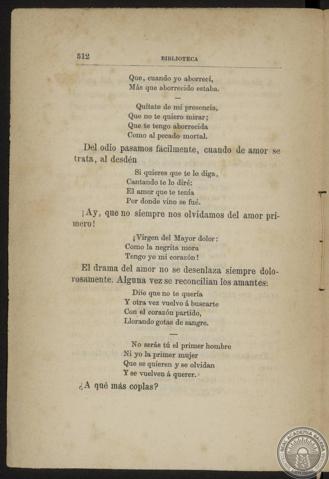 312
BIBLIOTECA
Que, cuando yo aborrecí,
Más que aborrecido estaba.
—
Quítate de mi presencia,
Que no te quiero mirar;
Que te tengo aborrecida
Como al pecado mortal.
Del odio pasamos fácilmente, cuando de amor se
trata, al desdén
Si quieres que te lo diga,
Cantando te lo diré:
El amor que te tenía
Por donde vino se fué.
¡Ay, que no siempre nos olvidamos del amor pri-
mero!
¡Virgen del Mayor dolor:
Como la negrita mora
Tengo yo mi corazón!
El drama del amor no se desenlaza siempre dolo-
rosamente. Alguna vez se reconcilian los amantes:
Dije que no te quería
Y otra vez vuelvo á buscarte
Con el corazón partido,
Llorando gotas de sangre.
—
No serás tú el primer hombre
Ni yo la primer mujer
Que se quieren y se olvidan
Y se vuelven á querer.
¿A qué más coplas?